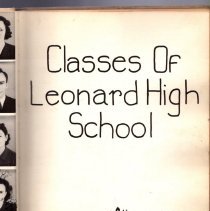 Classes Of
Leonard High
School